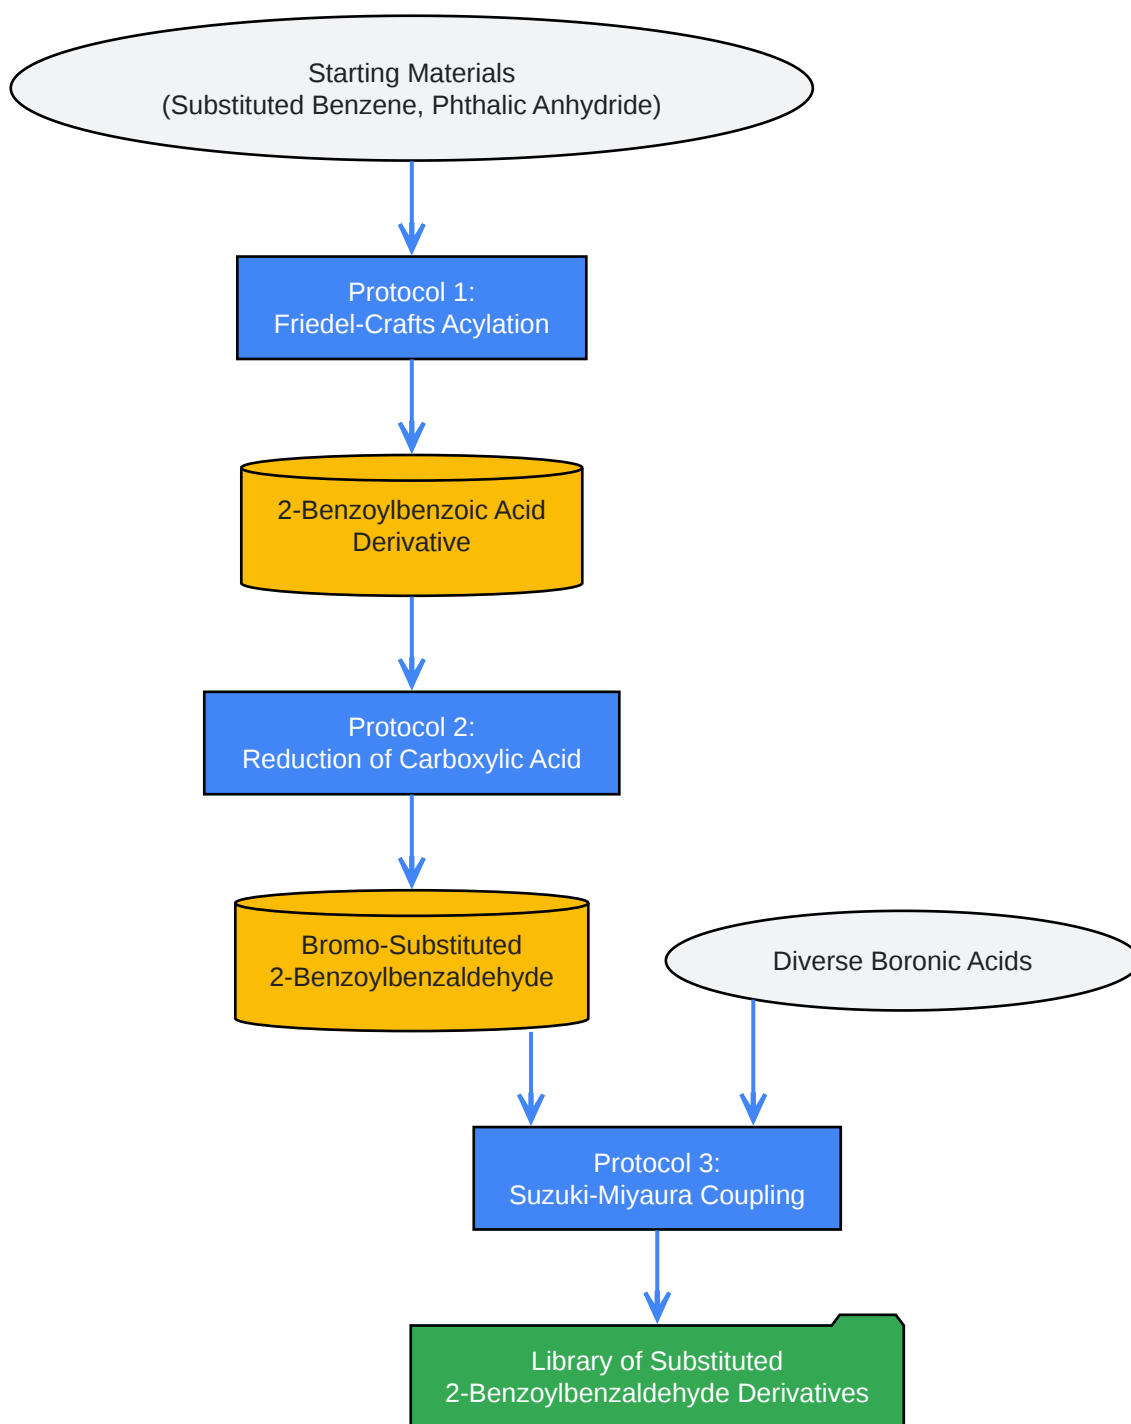 Starting Materials
(Substituted Benzene, Phthalic Anhydride)
Protocol 1:
Friedel-Crafts Acylation
2-Benzoylbenzoic Acid
Derivative
Protocol 2:
Reduction of Carboxylic Acid
Bromo-Substituted
2-Benzoylbenzaldehyde
Diverse Boronic Acids
Protocol 3:
Suzuki-Miyaura Coupling
Library of Substituted
2-Benzoylbenzaldehyde Derivatives